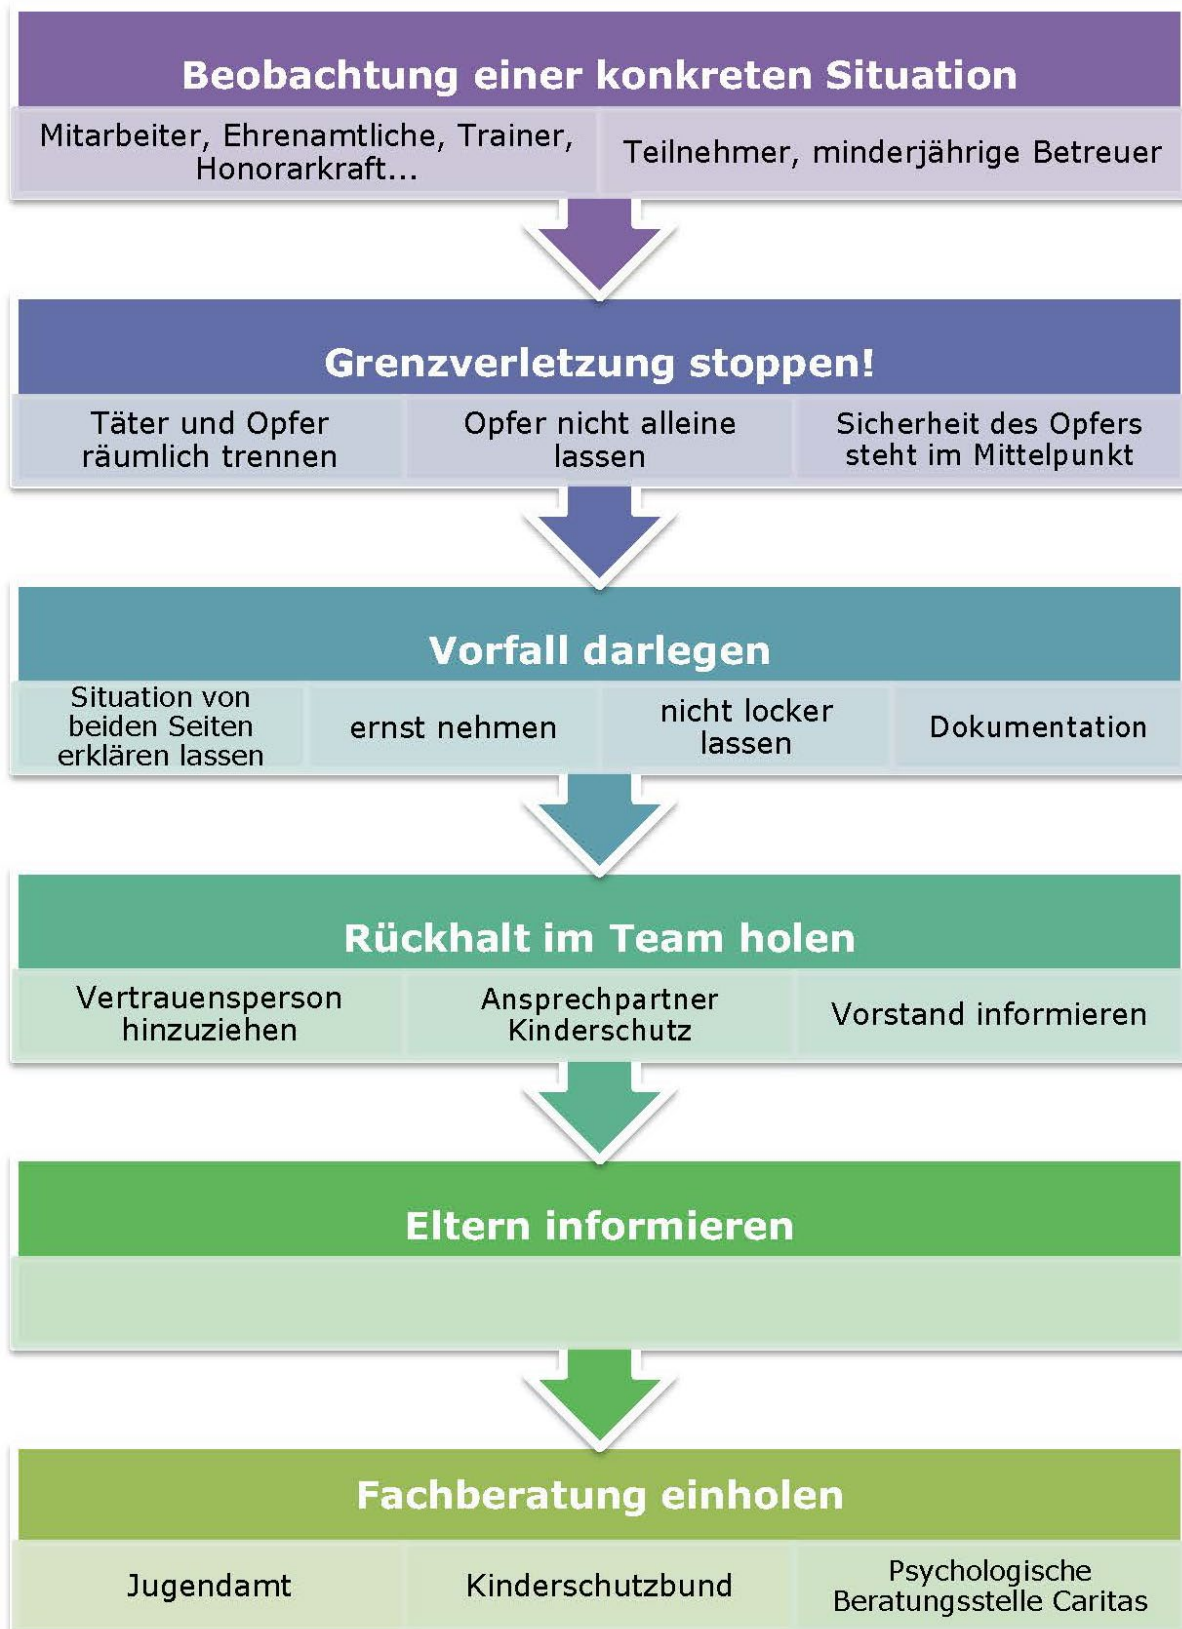 Beobachtung einer konkreten Situation
Mitarbeiter, Ehrenamtliche, Trainer,
Honorarkraft...
Teilnehmer, minderjährige Betreuer
Grenzverletzung stoppen!
Täter und Opfer
räumlich trennen
Opfer nicht alleine
lassen
Sicherheit des Opfers
steht im Mittelpunkt
Vorfall darlegen
Situation von
beiden Seiten
erklären lassen
ernst nehmen
nicht locker
lassen
Dokumentation
Rückhalt im Team holen
Vertrauensperson
hinzuziehen
Ansprechpartner
Kinderschutz
Vorstand informieren
Eltern informieren
Fachberatung einholen
Jugendamt
Kinderschutzbund
Psychologische
Beratungsstelle Caritas